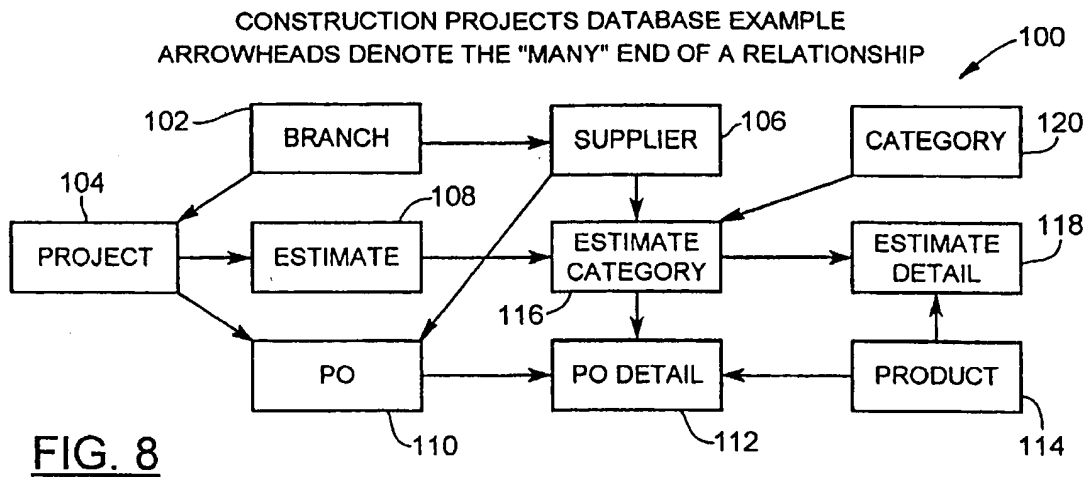 CONSTRUCTION PROJECTS DATABASE EXAMPLE
ARROWHEADS DENOTE THE "MANY" END OF A RELATIONSHIP
100
102
BRANCH
SUPPLIER
106
CATEGORY
120
104
108
PROJECT
ESTIMATE
ESTIMATE
CATEGORY
ESTIMATE
DETAIL
118
116
PO
PO DETAIL
PRODUCT
110
112
114
FIG. 8